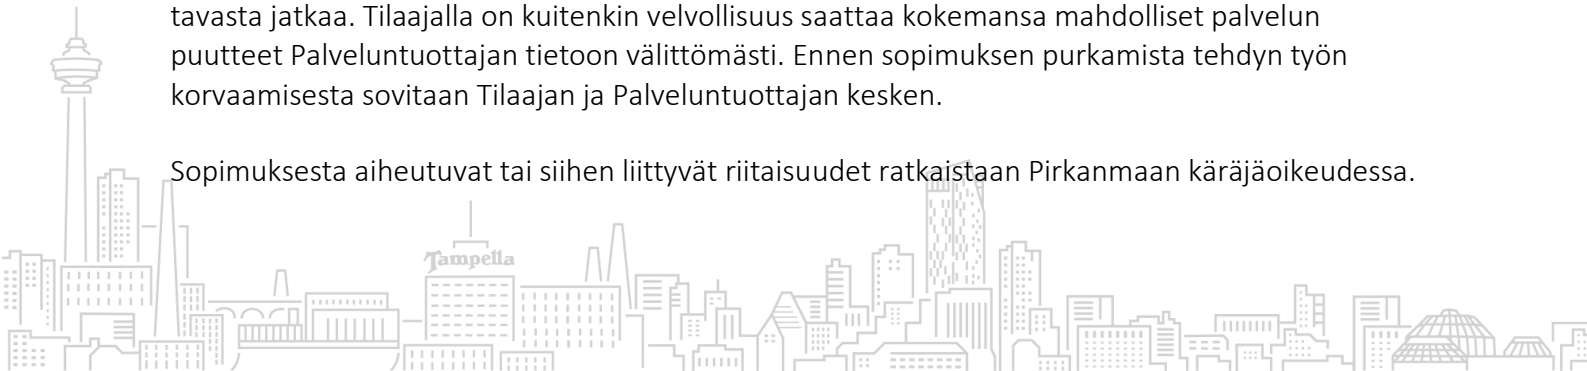 tavasta jatkaa. Tilaajalla on kuitenkin velvollisuus saattaa kokemansa mahdolliset palvelun
puutteet Palveluntuottajan tietoon välittömästi. Ennen sopimuksen purkamista tehdyn työn
korvaamisesta sovitaan Tilaajan ja Palveluntuottajan kesken.
Sopimuksesta aiheutuvat tai siihen liittyvät riitaisuudet ratkaistaan Pirkanmaan käräjäoikeudessa.
Tampella